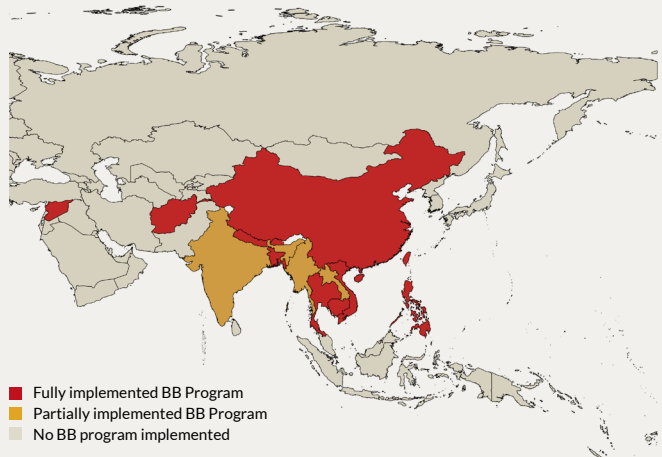 Fully implemented BB Program
Partially implemented BB Program
No BB program implemented